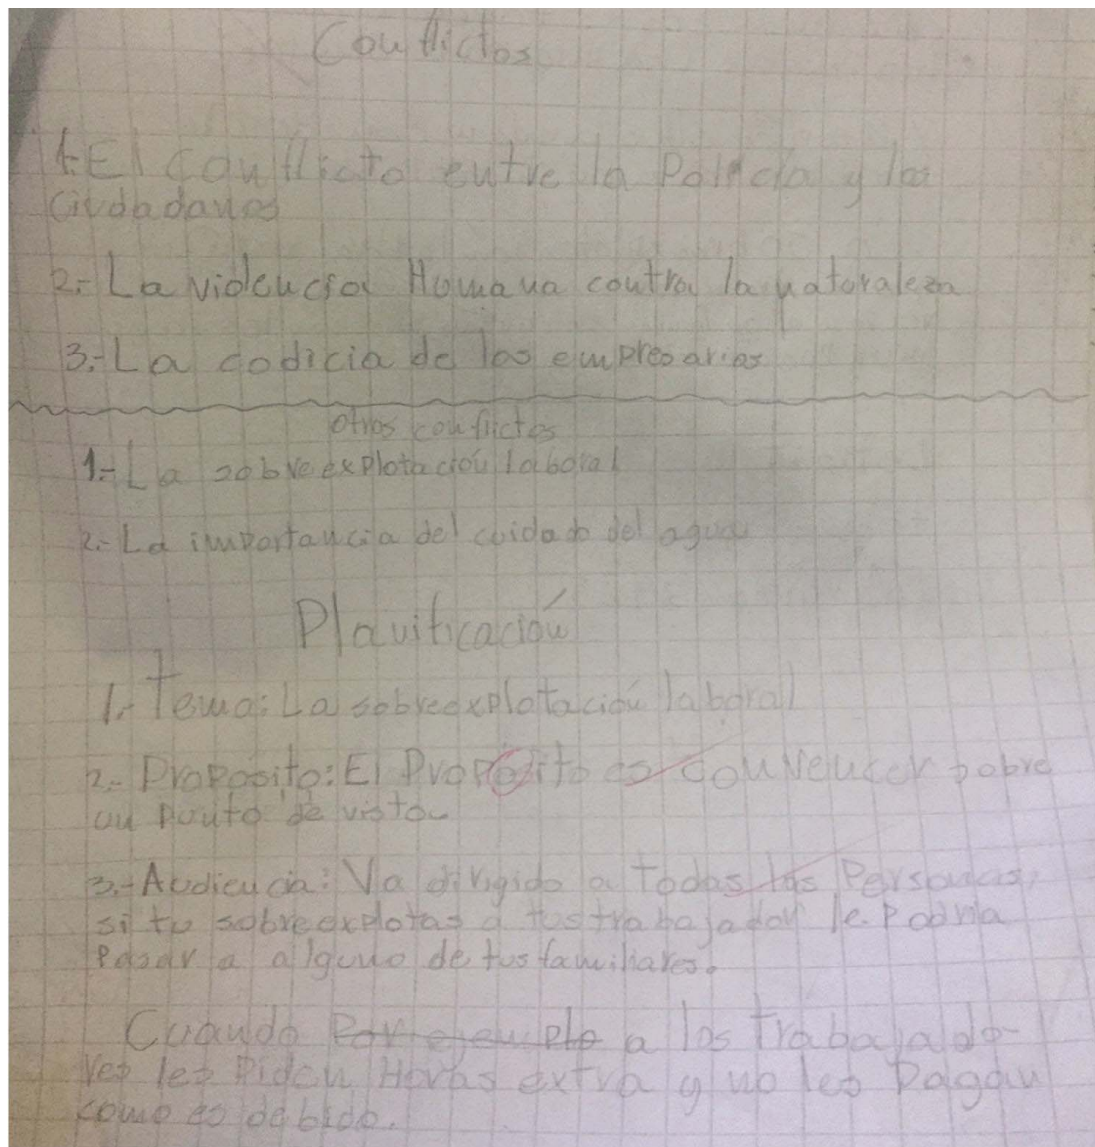 Conflictos
1.- El conflicto entre la Policia y los
Ciudadanos
2.- La violencia Humana contra la naturaleza
3.- La codicia de los empresarios
otros conflictos
1.- La sobreexplotación laboral
2.- La importancia del cuidado del agua
Planificación
1.- Tema: La sobreexplotación laboral
2.- Proposito: El Proposito es convencer sobre
un punto de vista
3.- Audiencia: Va dirigido a Todas las Personas,
si tu sobreexplotas a tus trabajador le Podria
Pasar a alguno de tus familiares.
Cuando Por ejemplo a los Trabajado-
res les Piden Horas extra y no les Pagan
como es debido.